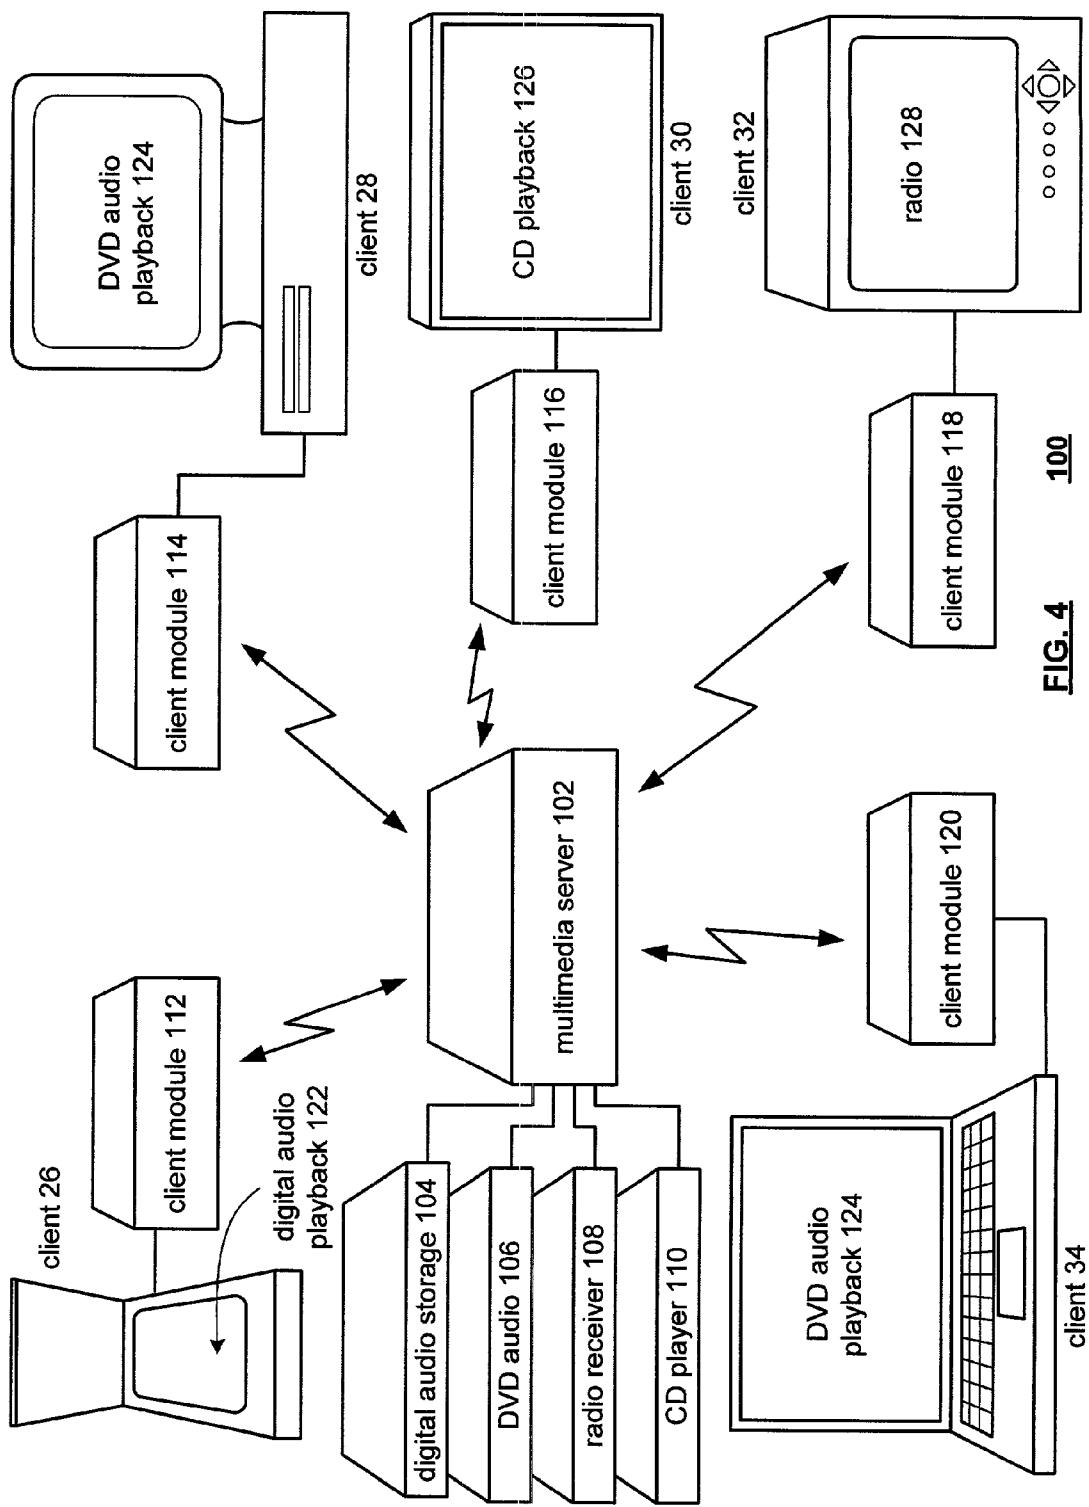 client 26
digital audio
playback 122
client module 112
client module 114
DVD audio
playback 124
client 28
digital audio storage 104
DVD audio 106
radio receiver 108
CD player 110
multimedia server 102
client module 116
CD playback 126
client 30
DVD audio
playback 124
client 34
client module 120
client module 118
client 32
radio 128
FIG. 4
100